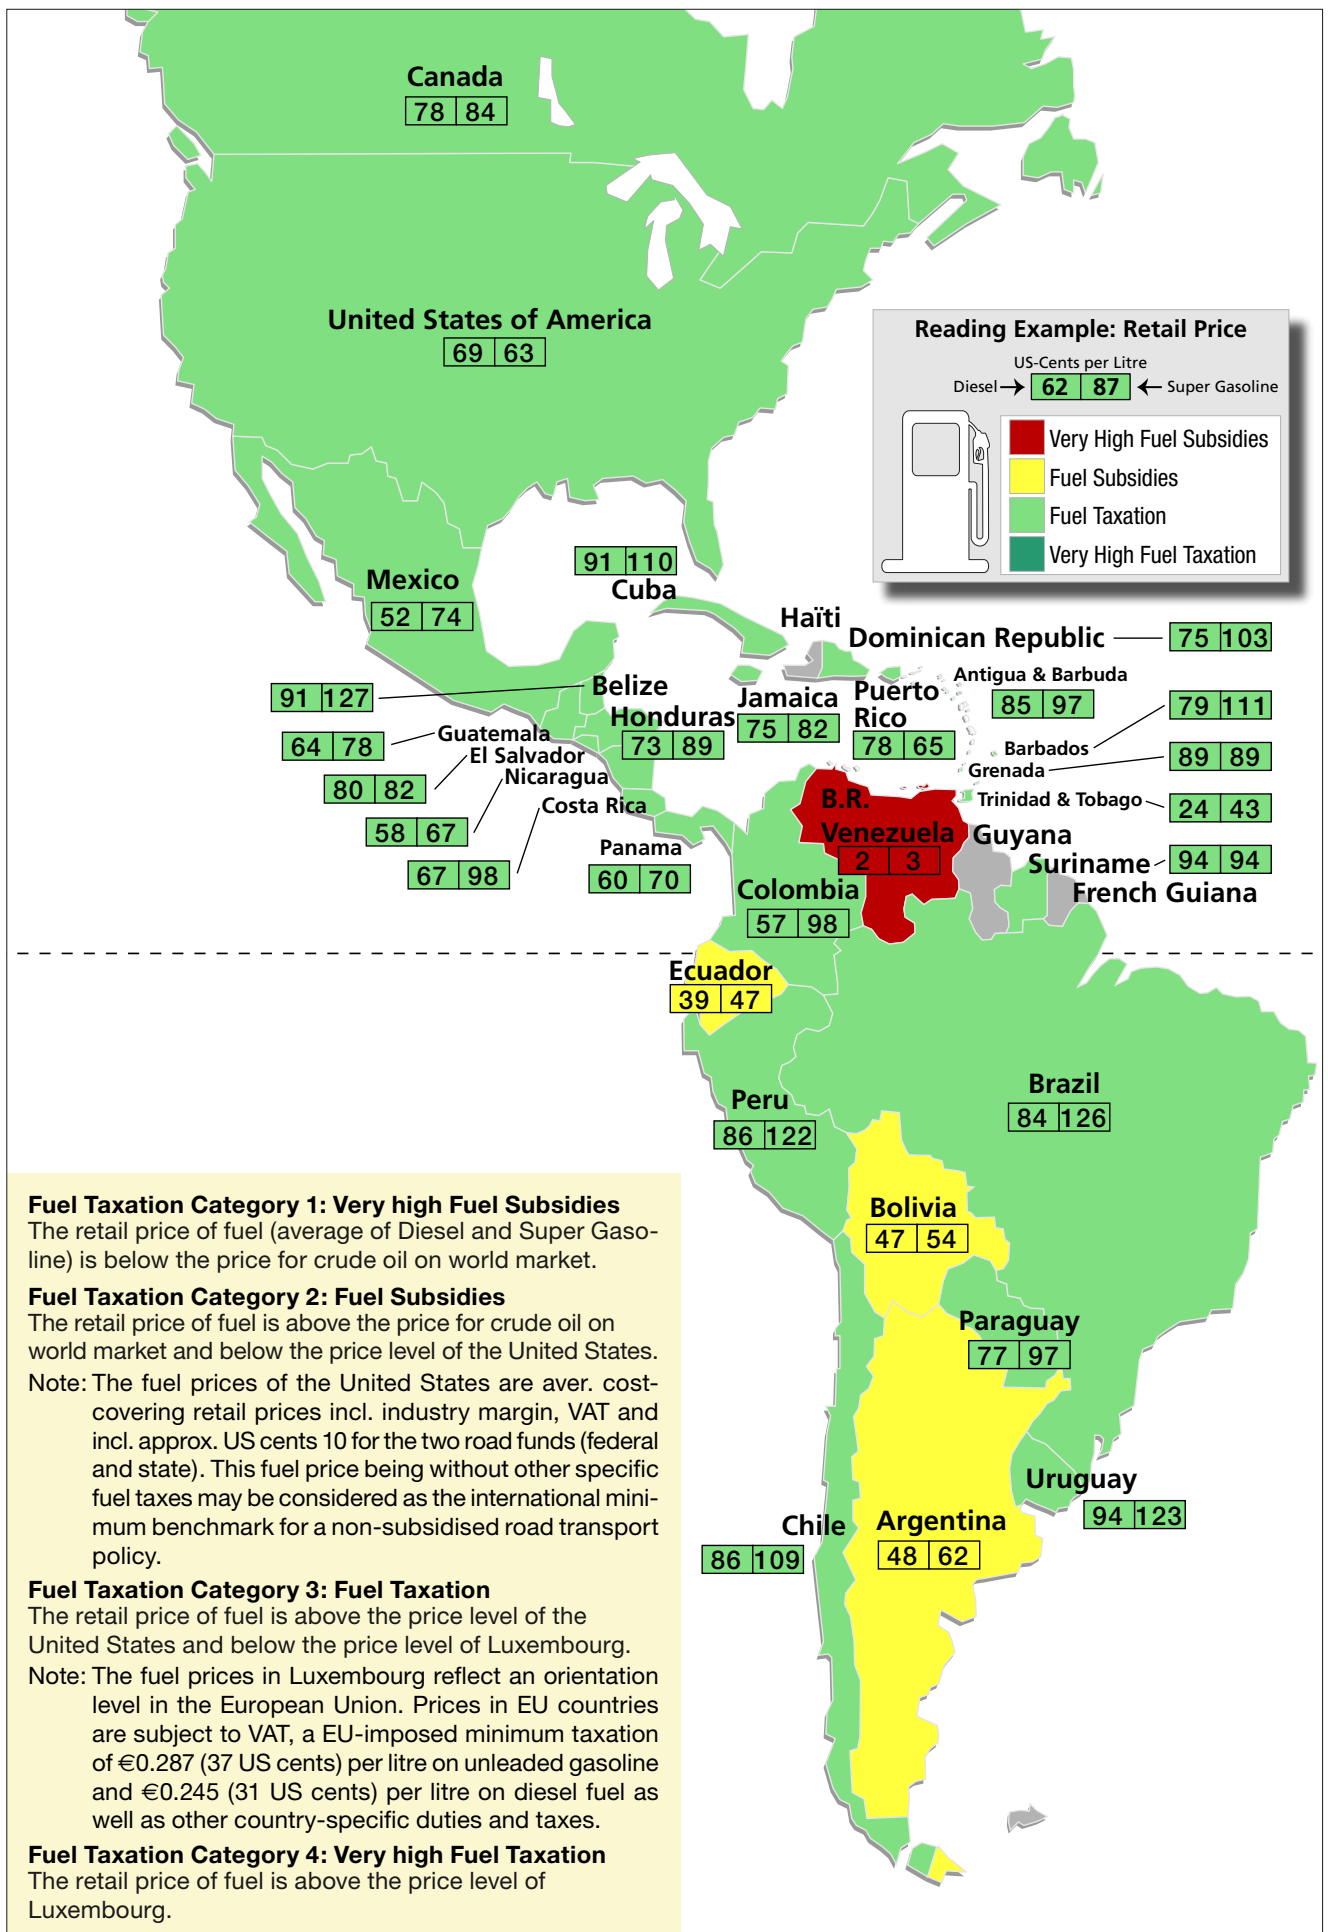 Canada
78 84
United States of America
69 63
Reading Example: Retail Price
US-Cents per Litre
Diesel 62 87 Super Gasoline
Very High Fuel Subsidies
Fuel Subsidies
Fuel Taxation
Very High Fuel Taxation
91 110
Cuba
Mexico
52 74
Haïti
Dominican Republic
75 103
Antigua & Barbuda
85 97
Belize
91 127
Jamaica
75 82
Puerto
Rico
78 65
79 111
Honduras
73 89
Guatemala
64 78
Barbados
El Salvador
80 82
Grenada
89 89
Nicaragua
58 67
Trinidad & Tobago
24 43
Costa Rica
67 98
B.R.
Venezuela
2 3
Guyana
Panama
60 70
Suriname
94 94
French Guiana
Colombia
57 98
Ecuador
39 47
Brazil
84 126
Peru
86 122
Bolivia
47 54
Paraguay
77 97
Uruguay
94 123
Chile
86 109
Argentina
48 62
Fuel Taxation Category 1: Very high Fuel Subsidies
The retail price of fuel (average of Diesel and Super Gaso-
line) is below the price for crude oil on world market.
Fuel Taxation Category 2: Fuel Subsidies
The retail price of fuel is above the price for crude oil on
world market and below the price level of the United States.
Note: The fuel prices of the United States are aver. cost-
covering retail prices incl. industry margin, VAT and
incl. approx. US cents 10 for the two road funds (federal
and state). This fuel price being without other specific
fuel taxes may be considered as the international mini-
mum benchmark for a non-subsidised road transport
policy.
Fuel Taxation Category 3: Fuel Taxation
The retail price of fuel is above the price level of the
United States and below the price level of Luxembourg.
Note: The fuel prices in Luxembourg reflect an orientation
level in the European Union. Prices in EU countries
are subject to VAT, a EU-imposed minimum taxation
of €0.287 (37 US cents) per litre on unleaded gasoline
and €0.245 (31 US cents) per litre on diesel fuel as
well as other country-specific duties and taxes.
Fuel Taxation Category 4: Very high Fuel Taxation
The retail price of fuel is above the price level of
Luxembourg.